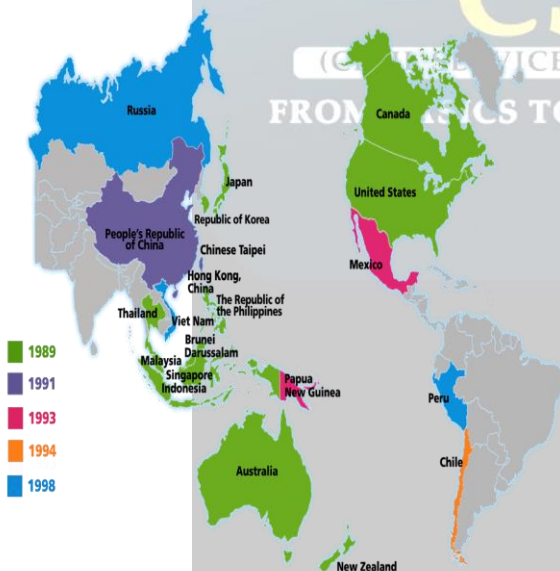 Russia
Canada
Japan
United States
Republic of Korea
People's Republic
of China
Chinese Taipei
Mexico
Hong Kong,
China
The Republic of
the Philippines
Thailand
Viet Nam
Brunei
Darussalam
Malaysia
Singapore
Indonesia
Papua
New Guinea
Peru
Chile
Australia
New Zealand
1989
1991
1993
1994
1998
FROM
TO